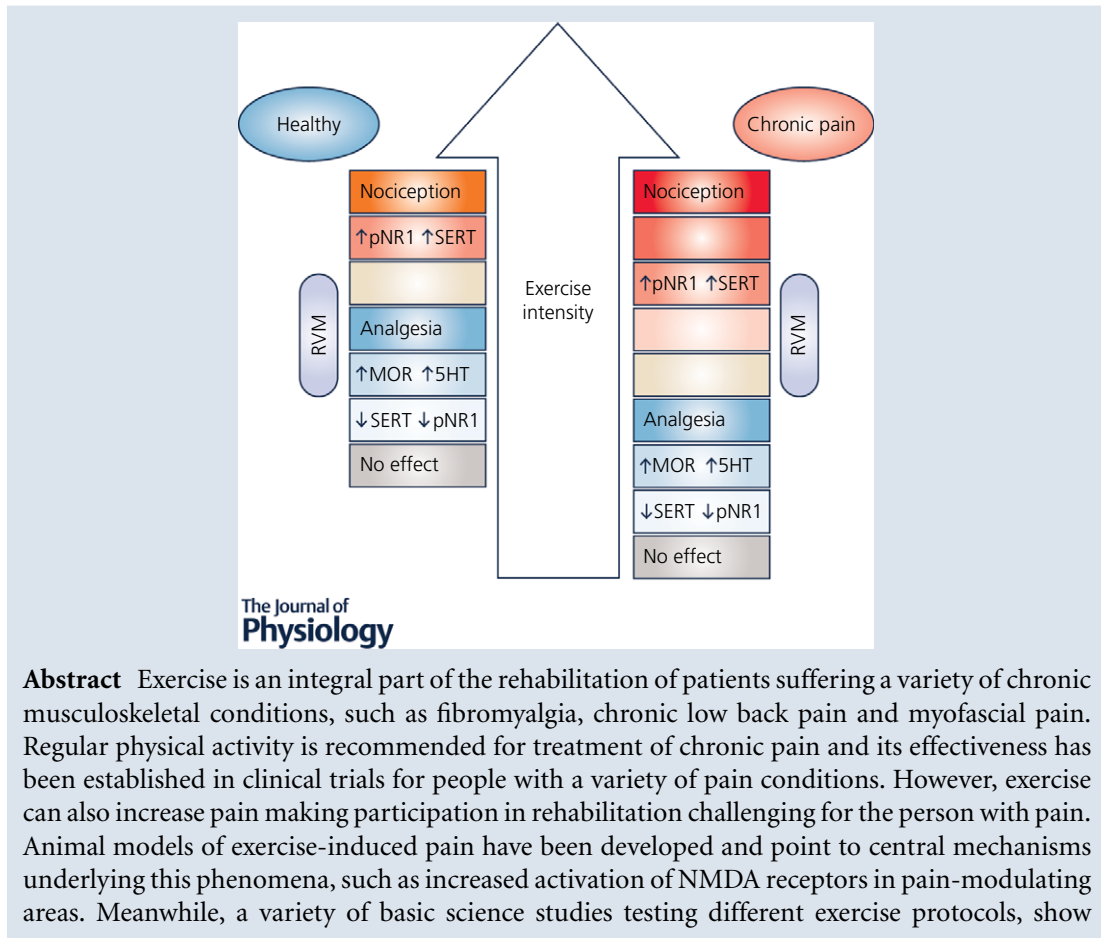 Healthy
Chronic pain
Nociception
↑pNR1 ↑SERT
Analgesia
↑MOR ↑5HT
↓SERT ↓pNR1
No effect
RVM
Exercise
intensity
Nociception
↑pNR1 ↑SERT
Analgesia
↑MOR ↑5HT
↓SERT ↓pNR1
No effect
RVM
The Journal of
Physiology
Abstract Exercise is an integral part of the rehabilitation of patients suffering a variety of chronic
musculoskeletal conditions, such as fibromyalgia, chronic low back pain and myofascial pain.
Regular physical activity is recommended for treatment of chronic pain and its effectiveness has
been established in clinical trials for people with a variety of pain conditions. However, exercise
can also increase pain making participation in rehabilitation challenging for the person with pain.
Animal models of exercise-induced pain have been developed and point to central mechanisms
underlying this phenomena, such as increased activation of NMDA receptors in pain-modulating
areas. Meanwhile, a variety of basic science studies testing different exercise protocols, show